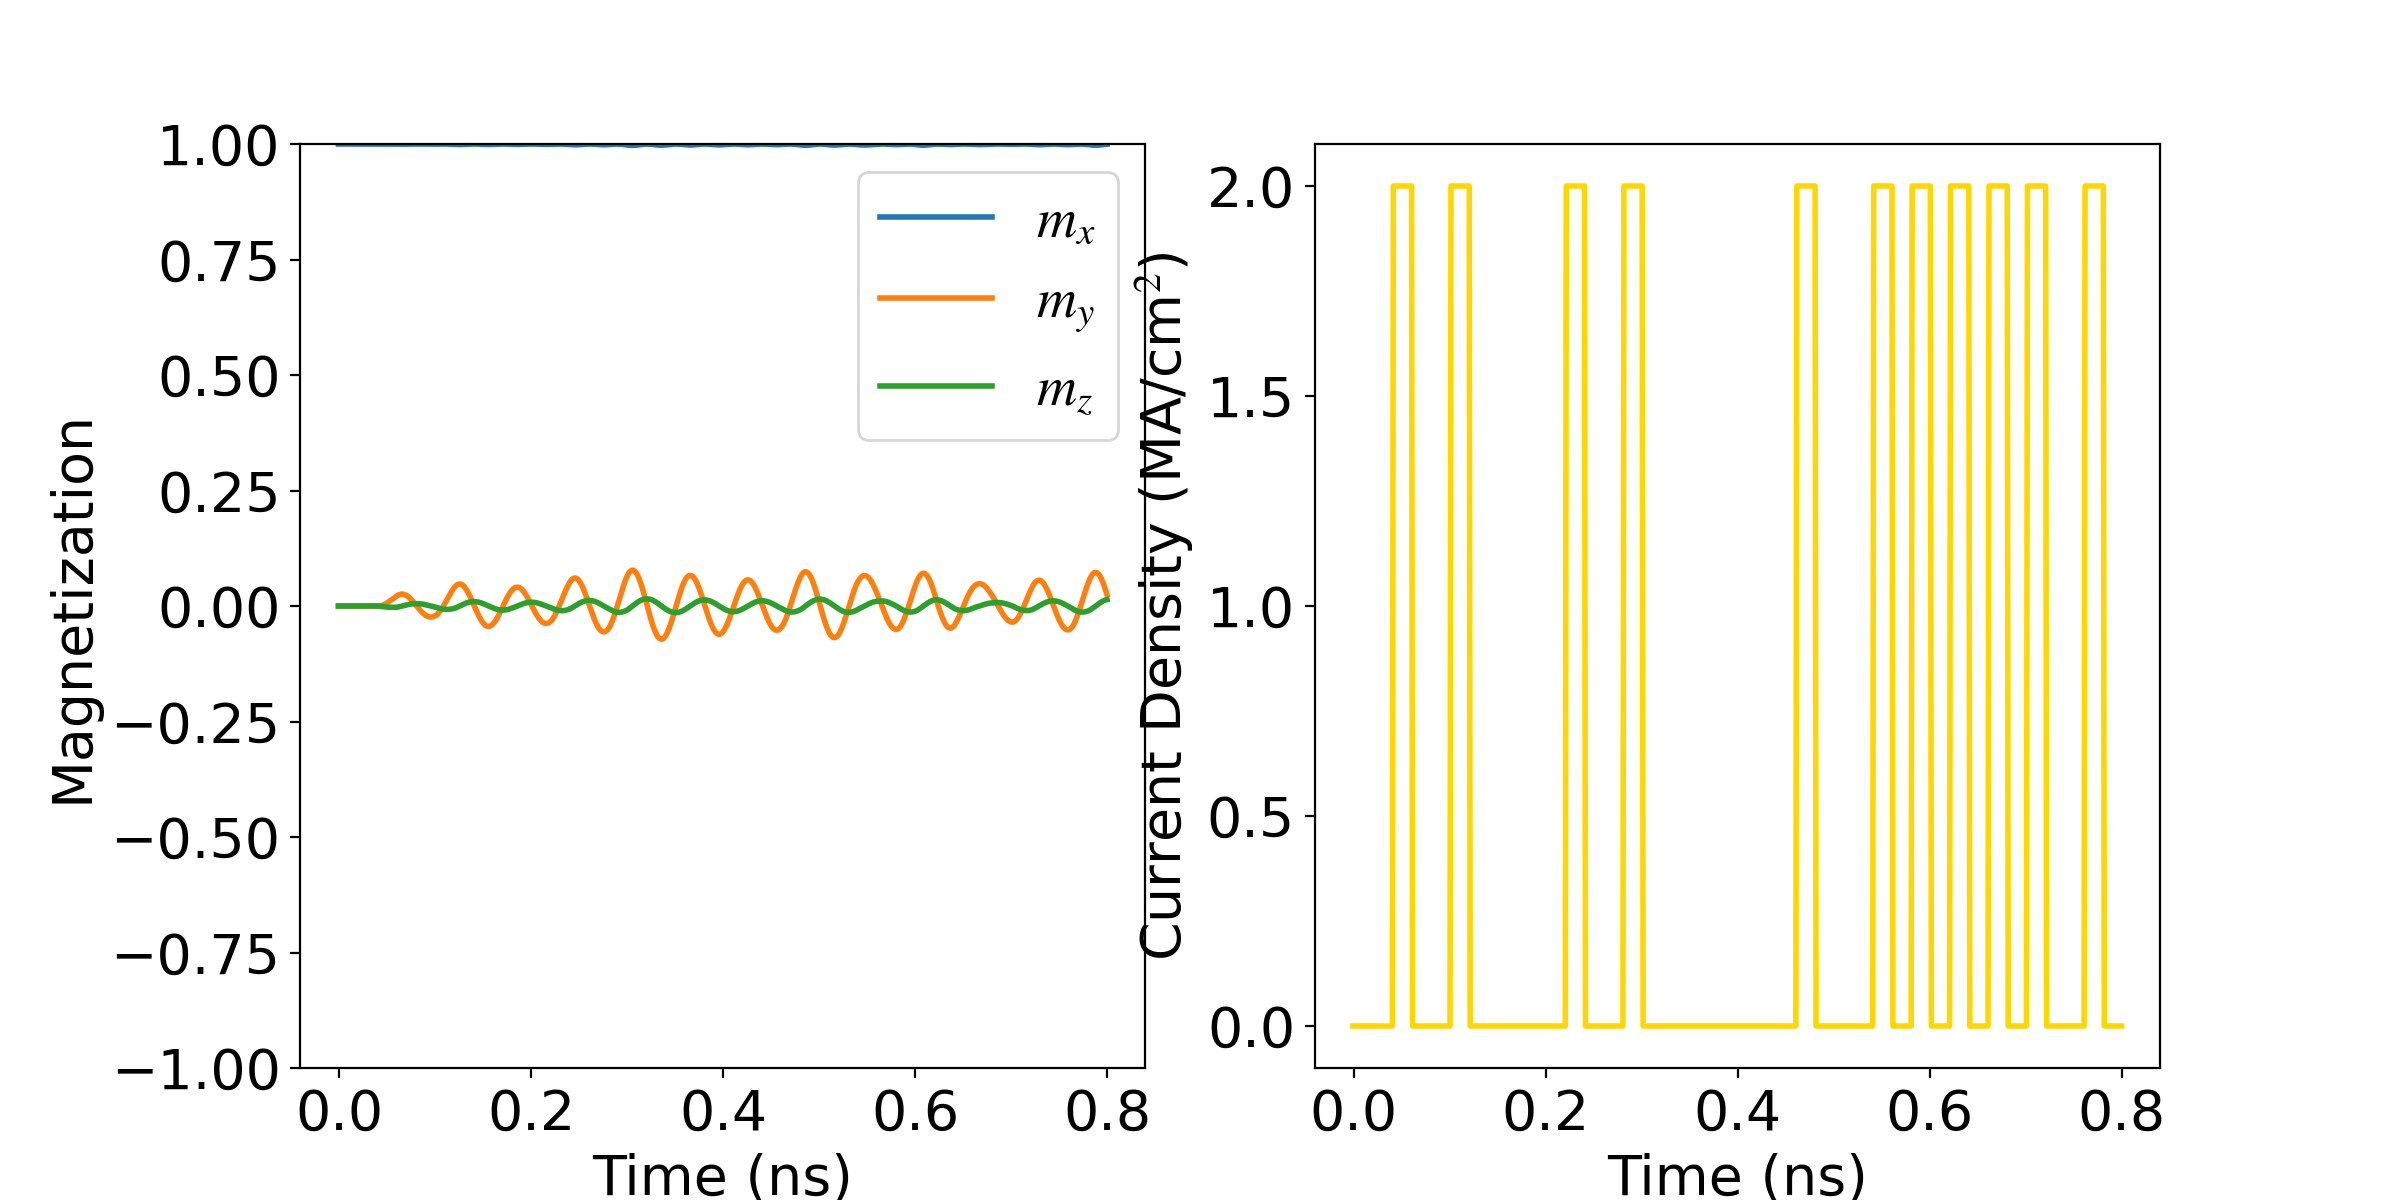 1.00
0.75
0.50
0.25
0.00
−0.25
−0.50
−0.75
−1.00
Magnetization
0.0 0.2 0.4 0.6 0.8
Time (ns)
m_x
m_y
m_z
Current Density (MA/cm²)
2.0
1.5
1.0
0.5
0.0
0.0 0.2 0.4 0.6 0.8
Time (ns)